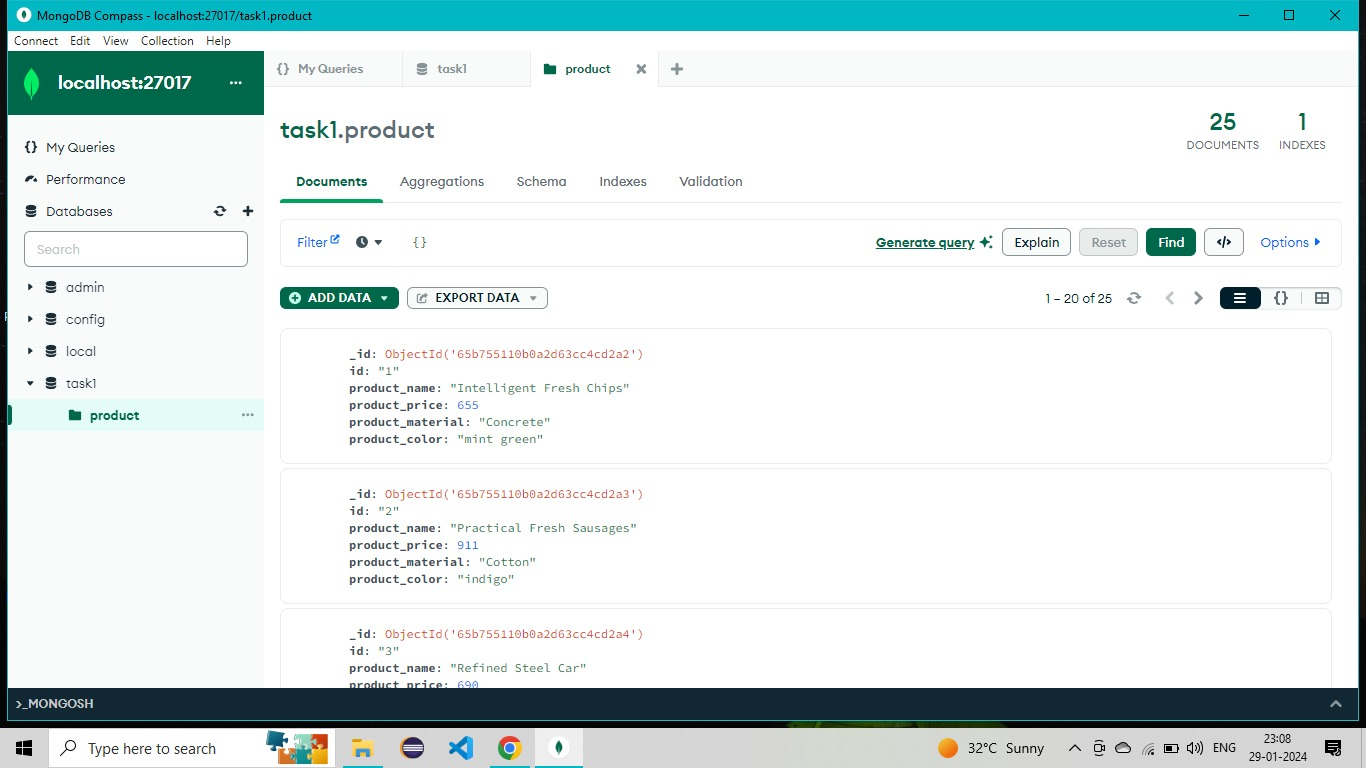 MongoDB Compass - localhost:27017/task1.product
Connect Edit View Collection Help
localhost:27017
My Queries
task1
product
task1.product
25
DOCUMENTS
1
INDEXES
My Queries
Performance
Databases
Search
admin
config
local
task1
product
Documents Aggregations Schema Indexes Validation
Filter
{}
Generate query
Explain
Reset
Find
</>
Options
ADD DATA
EXPORT DATA
1 – 20 of 25
{}
_id: ObjectId('65b755110b0a2d63cc4cd2a2')
id: "1"
product_name: "Intelligent Fresh Chips"
product_price: 655
product_material: "Concrete"
product_color: "mint green"
_id: ObjectId('65b755110b0a2d63cc4cd2a3')
id: "2"
product_name: "Practical Fresh Sausages"
product_price: 911
product_material: "Cotton"
product_color: "indigo"
_id: ObjectId('65b755110b0a2d63cc4cd2a4')
id: "3"
product_name: "Refined Steel Car"
product_price: 690
>_MONGOSH
Type here to search
32°C Sunny
ENG
23:08
29-01-2024